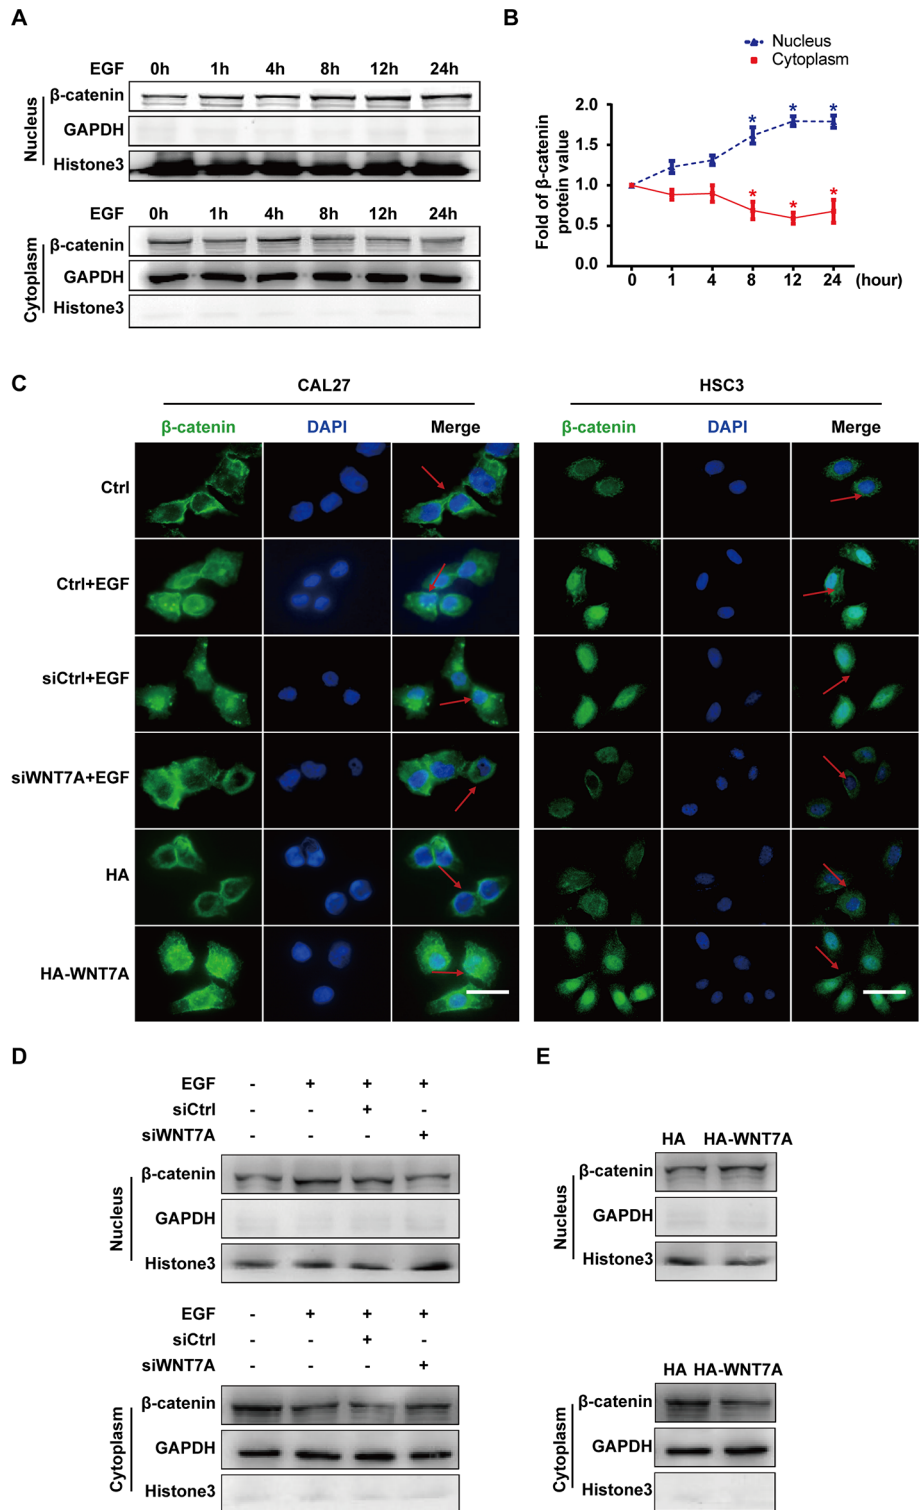 A
EGF 0h 1h 4h 8h 12h 24h
Nucleus
β-catenin
GAPDH
Histone3
EGF 0h 1h 4h 8h 12h 24h
Cytoplasm
β-catenin
GAPDH
Histone3
B
Nucleus
Cytoplasm
Fold of β-catenin
protein value
2.0
1.5
1.0
0.5
0.0
* * *
* * *
0 1 4 8 12 24 (hour)
C
CAL27 HSC3
β-catenin DAPI Merge β-catenin DAPI Merge
Ctrl
Ctrl+EGF
siCtrl+EGF
siWNT7A+EGF
HA
HA-WNT7A
D
EGF - + + +
siCtrl - - + -
siWNT7A - - - +
Nucleus
β-catenin
GAPDH
Histone3
EGF - + + +
siCtrl - - + -
siWNT7A - - - +
Cytoplasm
β-catenin
GAPDH
Histone3
E
HA HA-WNT7A
Nucleus
β-catenin
GAPDH
Histone3
HA HA-WNT7A
Cytoplasm
β-catenin
GAPDH
Histone3